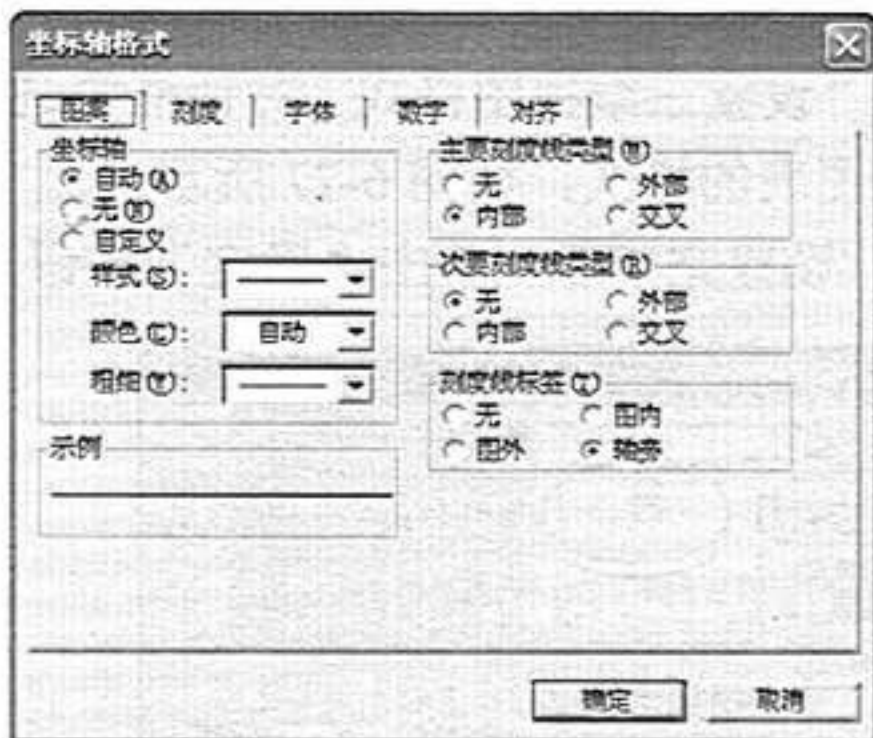 坐标轴格式
图案 刻度 字体 数字 对齐
坐标轴
自动(A)
无(N)
自定义
样式(S):
颜色(C): 自动
粗细(W):
示例
主要刻度线类型(M)
无 外部
内部 交叉
次要刻度线类型(R)
无 外部
内部 交叉
刻度线标签(T)
无 图内
图外 轴旁
确定 取消